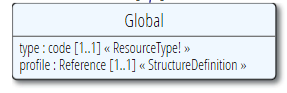 Global
type : code [1..1] « ResourceType! »
profile : Reference [1..1] « StructureDefinition »